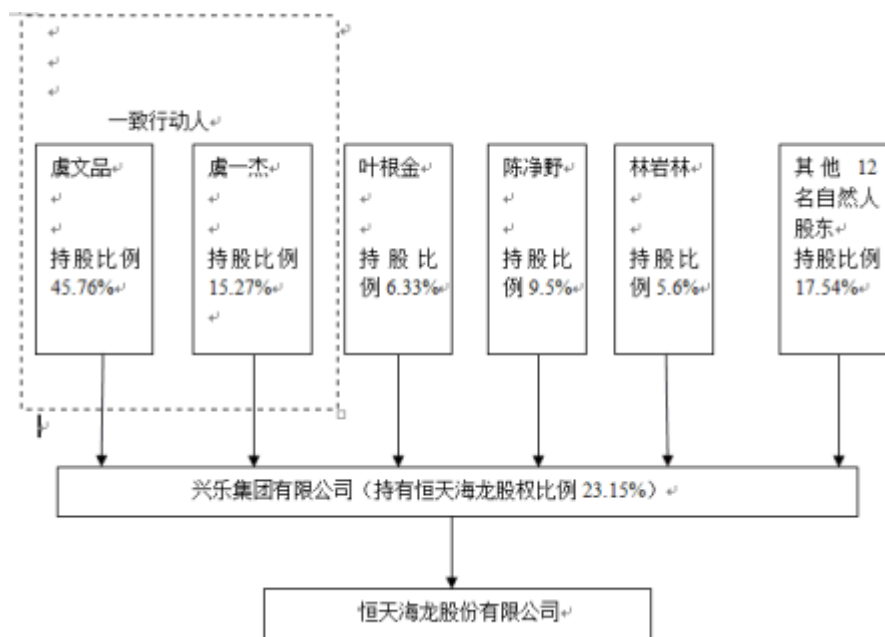 一致行动人
虞文品
持股比例
45.76%
虞一杰
持股比例
15.27%
叶根金
持股比
例 6.33%
陈净野
持股比
例 9.5%
林岩林
持股比
例 5.6%
其他 12
名自然人
股东
持股比例
17.54%
兴乐集团有限公司（持有恒天海龙股权比例 23.15%）
恒天海龙股份有限公司